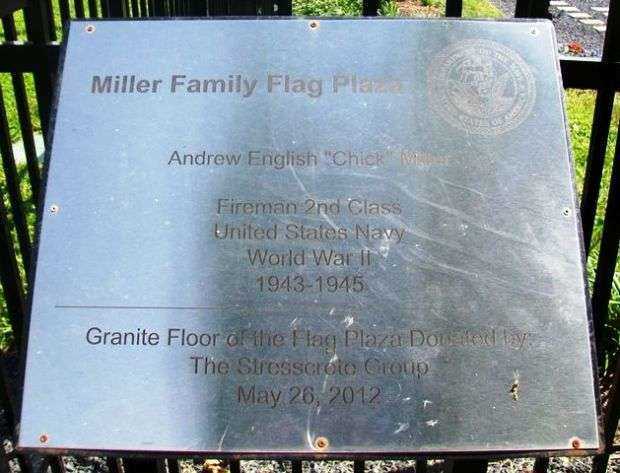 Miller Family Flag Plaza
Andrew English "Chick" Miller
Fireman 2nd Class
United States Navy
World War II
1943-1945
Granite Floor of the Flag Plaza Donated by:
The Stresscrete Group
May 26, 2012